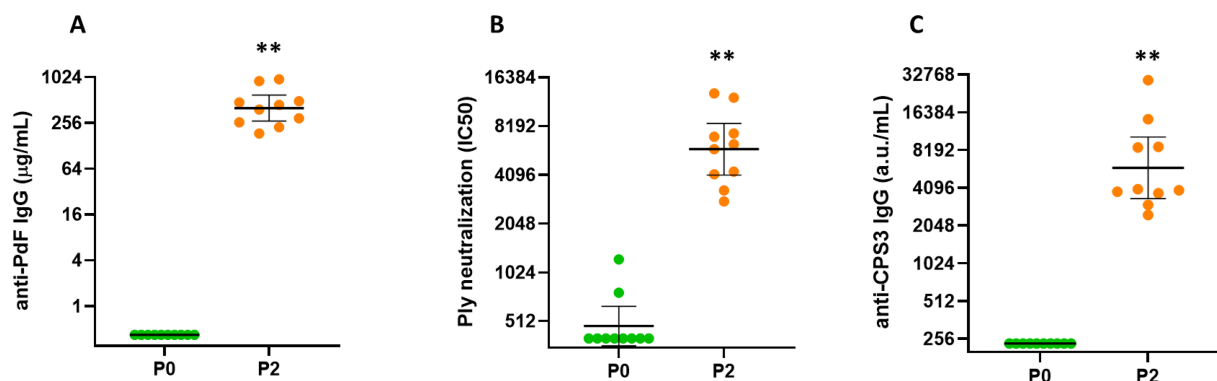 A
**
anti-PdF IgG (μg/mL)
1024
256
64
16
4
1
P0
P2
B
**
Ply neutralization (IC50)
16384
8192
4096
2048
1024
512
P0
P2
C
**
anti-CPS3 IgG (a.u./mL)
32768
16384
8192
4096
2048
1024
512
256
P0
P2